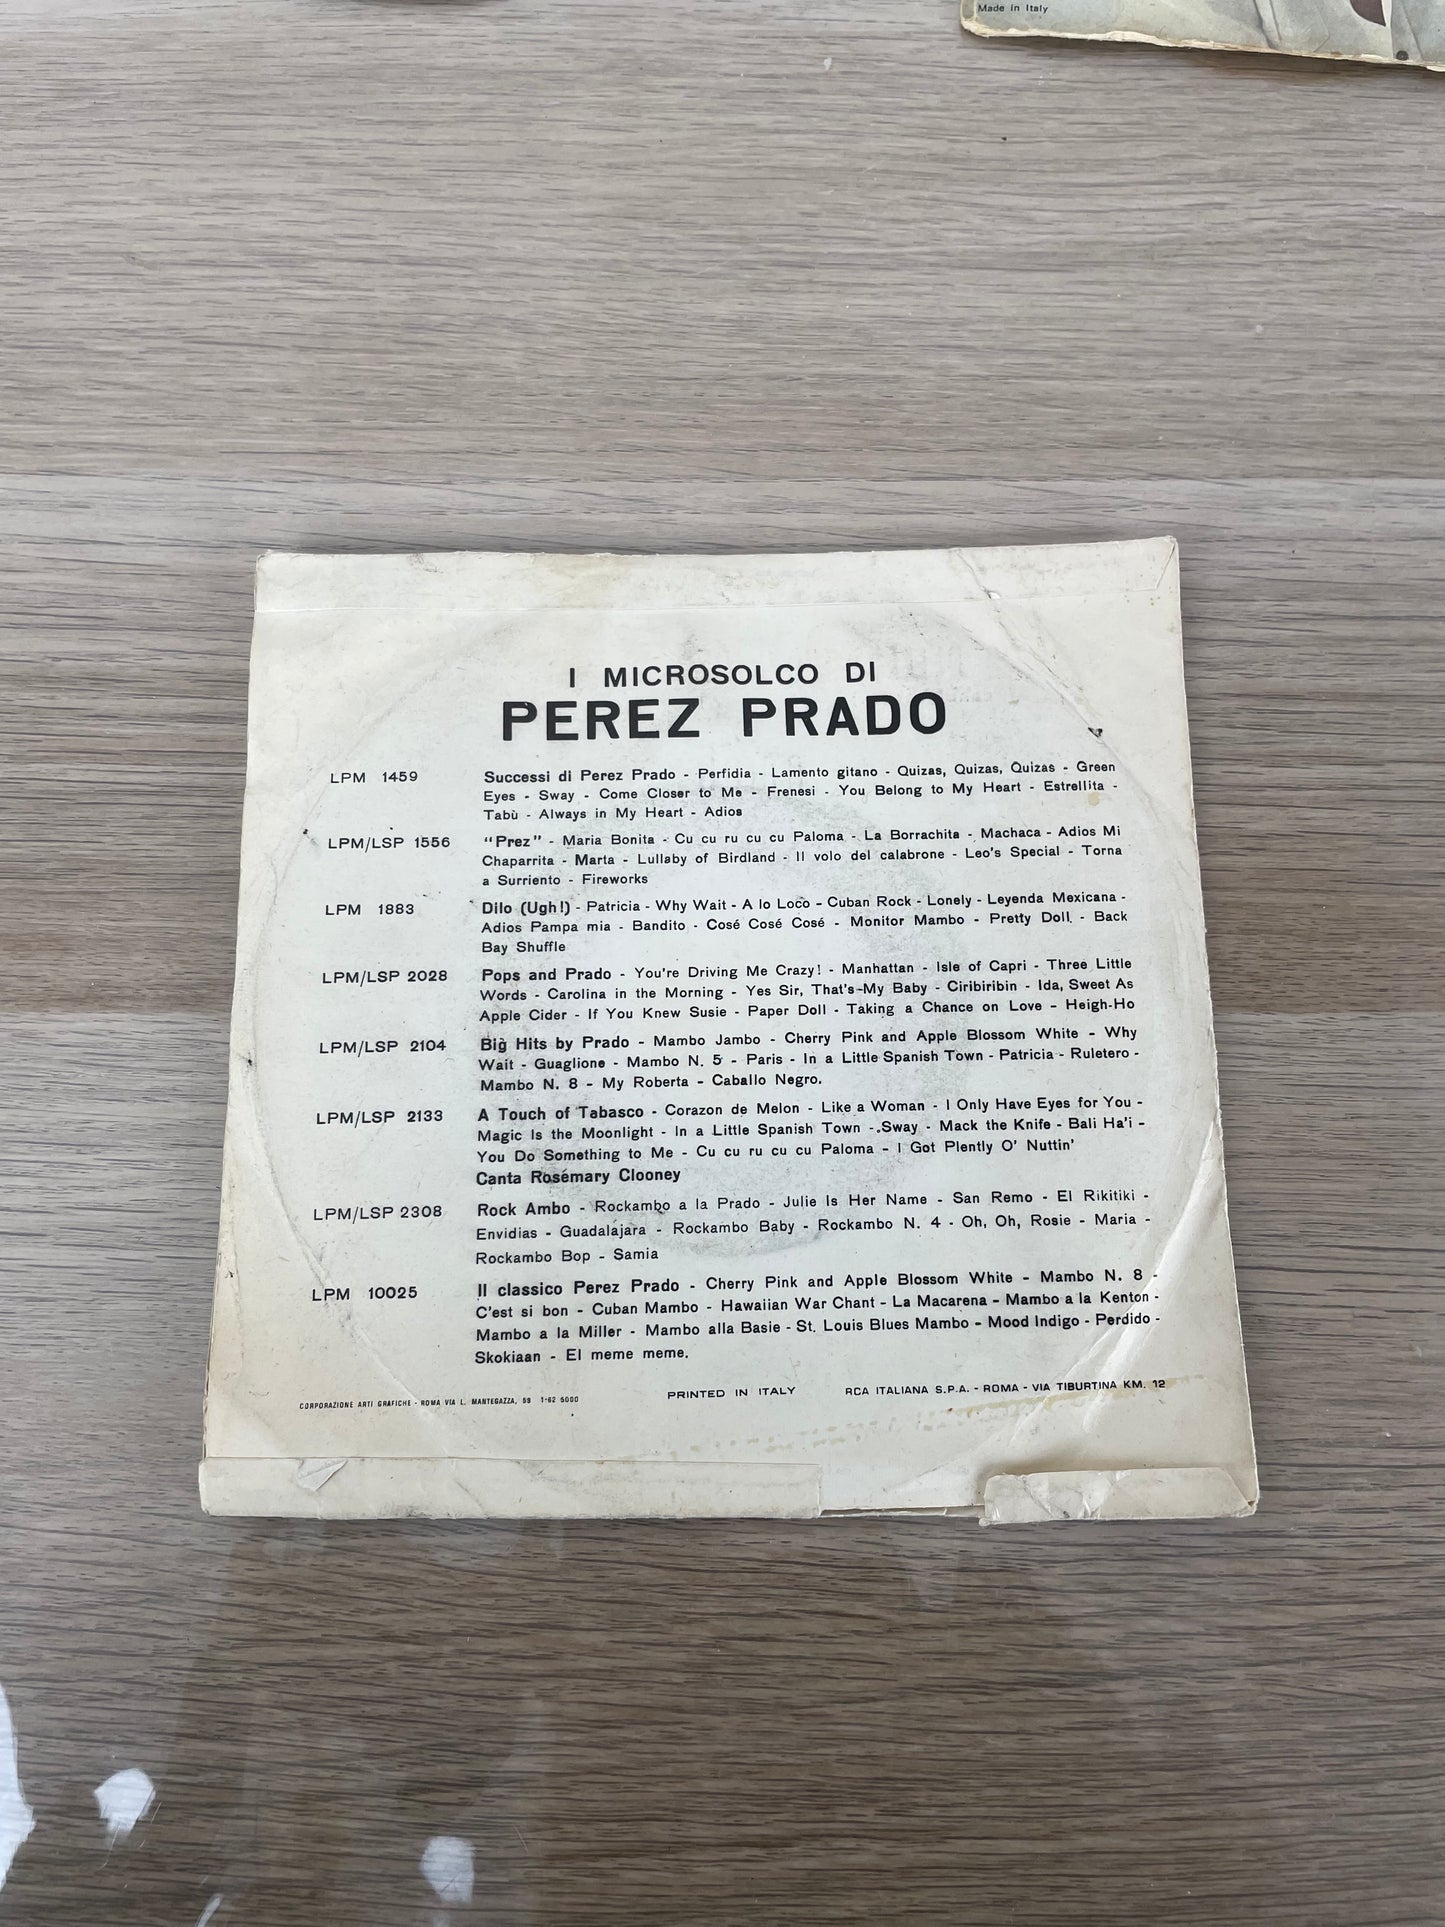 Made in Italy
I MICROSOLCO DI
PEREZ PRADO
LPM 1459 Successi di Perez Prado - Perfidia - Lamento gitano - Quizas, Quizas, Quizas - Green
Eyes - Sway - Come Closer to Me - Frenesi - You Belong to My Heart - Estrellita -
Tabù - Always in My Heart - Adios
LPM/LSP 1556 "Prez" - Maria Bonita - Cu cu ru cu cu Paloma - La Borrachita - Machaca - Adios Mi
Chaparrita - Marta - Lullaby of Birdland - Il volo del calabrone - Leo's Special - Torna
a Surriento - Fireworks
LPM 1883 Dilo (Ugh!) - Patricia - Why Wait - A lo Loco - Cuban Rock - Lonely - Leyenda Mexicana -
Adios Pampa mia - Bandito - Cosé Cosé Cosé - Monitor Mambo - Pretty Doll - Back
Bay Shuffle
LPM/LSP 2028 Pops and Prado - You're Driving Me Crazy! - Manhattan - Isle of Capri - Three Little
Words - Carolina in the Morning - Yes Sir, That's My Baby - Ciribiribin - Ida, Sweet As
Apple Cider - If You Knew Susie - Paper Doll - Taking a Chance on Love - Heigh-Ho
LPM/LSP 2104 Big Hits by Prado - Mambo Jambo - Cherry Pink and Apple Blossom White - Why
Wait - Guaglione - Mambo N. 5 - Paris - In a Little Spanish Town - Patricia - Ruletero -
Mambo N. 8 - My Roberta - Caballo Negro.
LPM/LSP 2133 A Touch of Tabasco - Corazon de Melon - Like a Woman - I Only Have Eyes for You -
Magic Is the Moonlight - In a Little Spanish Town - Sway - Mack the Knife - Bali Ha'i -
You Do Something to Me - Cu cu ru cu cu Paloma - I Got Plently O' Nuttin'
Canta Rosemary Clooney
LPM/LSP 2308 Rock Ambo - Rockambo a la Prado - Julie Is Her Name - San Remo - El Rikitiki -
Envidias - Guadalajara - Rockambo Baby - Rockambo N. 4 - Oh, Oh, Rosie - Maria -
Rockambo Bop - Samia
LPM 10025 Il classico Perez Prado - Cherry Pink and Apple Blossom White - Mambo N. 8 -
C'est si bon - Cuban Mambo - Hawaiian War Chant - La Macarena - Mambo a la Kenton -
Mambo a la Miller - Mambo alla Basie - St. Louis Blues Mambo - Mood Indigo - Perdido -
Skokiaan - El meme meme.
CORPORAZIONE ARTI GRAFICHE - ROMA VIA L. MANTEGAZZA, 59 1-62 5000 PRINTED IN ITALY RCA ITALIANA S.P.A. - ROMA - VIA TIBURTINA KM. 12